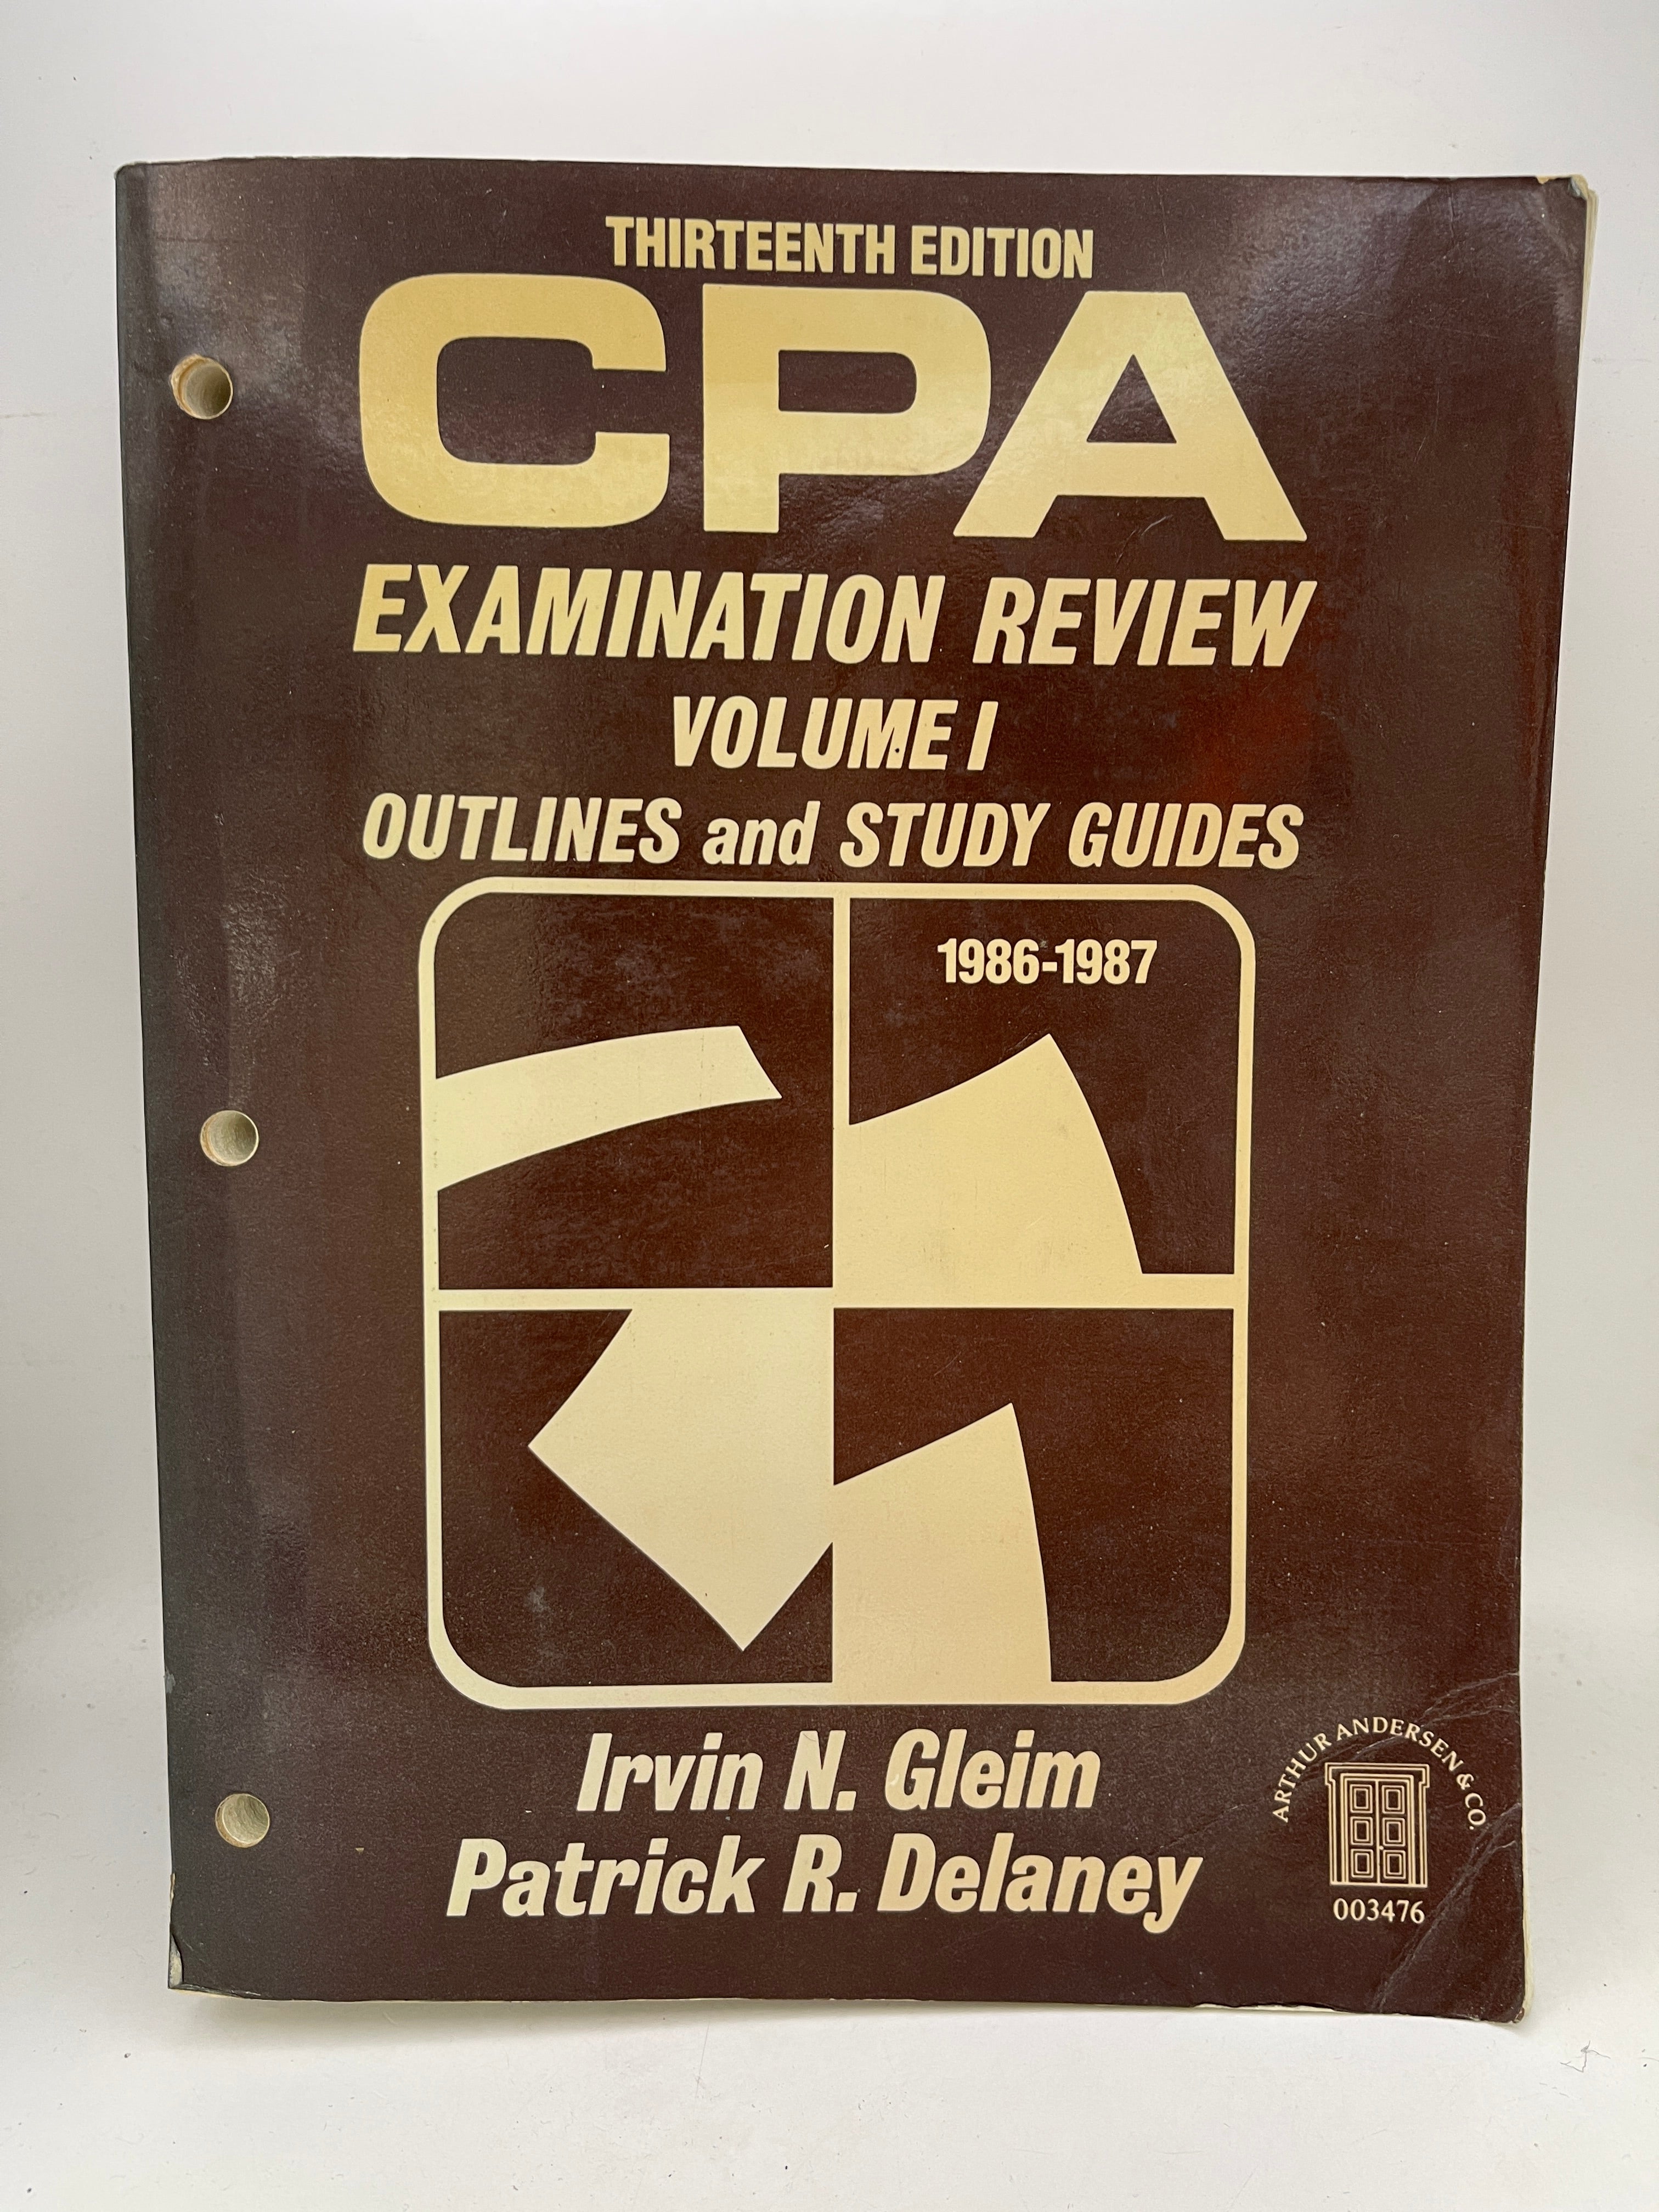 THIRTEENTH EDITION
CPA
EXAMINATION REVIEW
VOLUME I
OUTLINES and STUDY GUIDES
1986-1987
Irvin N. Gleim
Patrick R. Delaney
ARTHUR ANDERSEN & CO.
003476